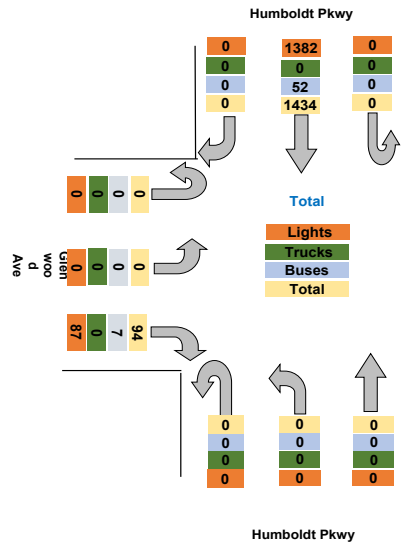 Humboldt Pkwy
0 1382 0
0 0 0
0 52 0
0 1434 0
0 0 0 0
Total
Lights
Trucks
Buses
Total
Glen
woo
d
Ave
0 0 0 0
87 0 7 94
0 0 0
0 0 0
0 0 0
0 0 0
Humboldt Pkwy